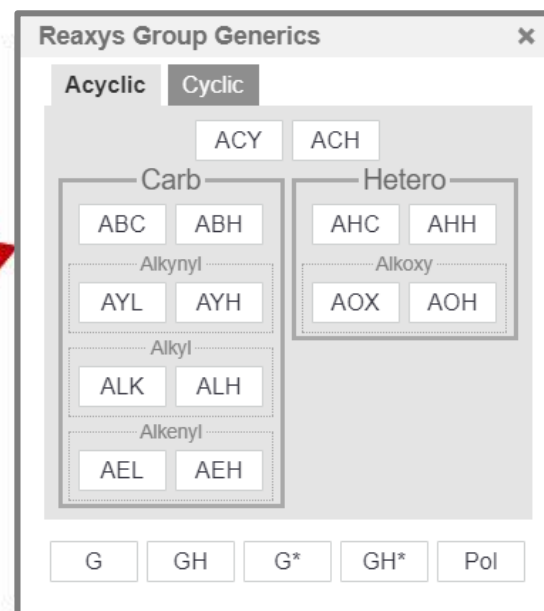 Reaxys Group Generics ×
Acyclic Cyclic
ACY ACH
Carb Hetero
ABC ABH AHC AHH
Alkynyl Alkoxy
AYL AYH AOX AOH
Alkyl
ALK ALH
Alkenyl
AEL AEH
G GH G* GH* Pol